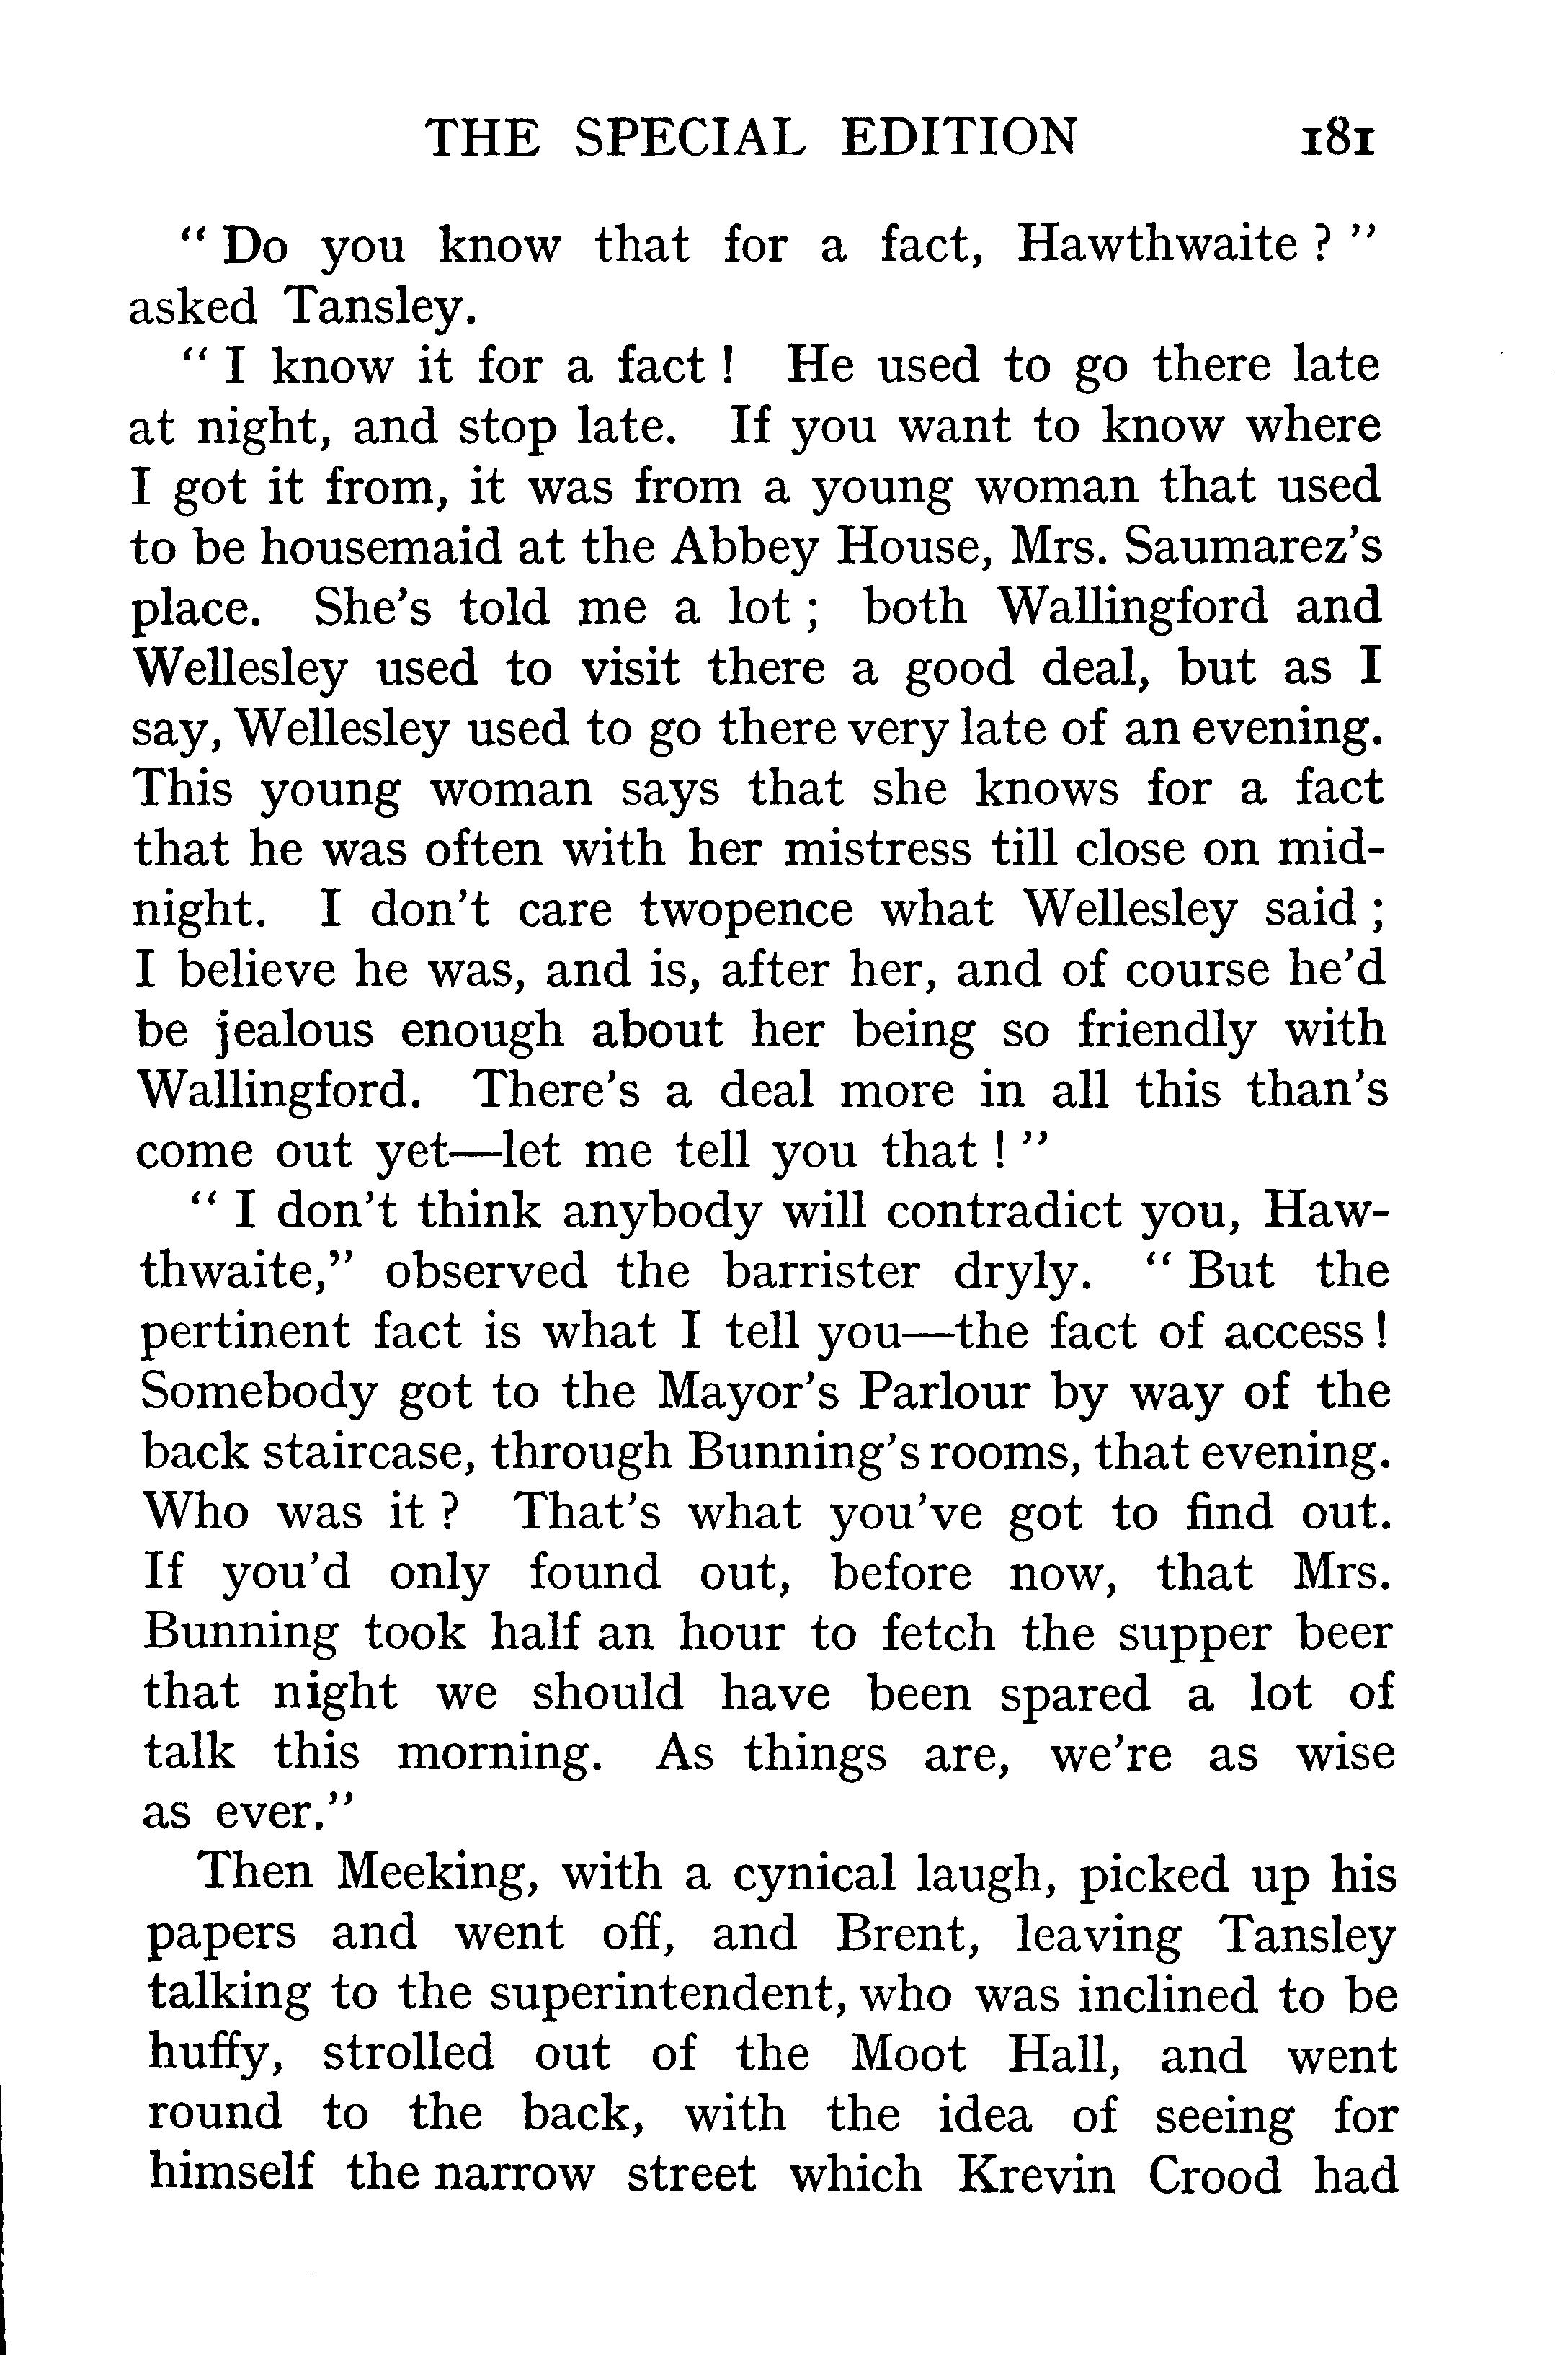 THE SPECIAL EDITION 181
“ Do you know that for a fact, Hawthwaite ? ”
asked Tansley.
“ I know it for a fact ! He used to go there late
at night, and stop late. If you want to know where
I got it from, it was from a young woman that used
to be housemaid at the Abbey House, Mrs. Saumarez’s
place. She’s told me a lot ; both Wallingford and
Wellesley used to visit there a good deal, but as I
say, Wellesley used to go there very late of an evening.
This young woman says that she knows for a fact
that he was often with her mistress till close on mid-
night. I don’t care twopence what Wellesley said ;
I believe he was, and is, after her, and of course he’d
be jealous enough about her being so friendly with
Wallingford. There’s a deal more in all this than’s
come out yet—let me tell you that ! ”
“ I don’t think anybody will contradict you, Haw-
thwaite,” observed the barrister dryly. “ But the
pertinent fact is what I tell you—the fact of access !
Somebody got to the Mayor’s Parlour by way of the
back staircase, through Bunning’s rooms, that evening.
Who was it ? That’s what you’ve got to find out.
If you’d only found out, before now, that Mrs.
Bunning took half an hour to fetch the supper beer
that night we should have been spared a lot of
talk this morning. As things are, we’re as wise
as ever.”
Then Meeking, with a cynical laugh, picked up his
papers and went off, and Brent, leaving Tansley
talking to the superintendent, who was inclined to be
huffy, strolled out of the Moot Hall, and went
round to the back, with the idea of seeing for
himself the narrow street which Krevin Crood had